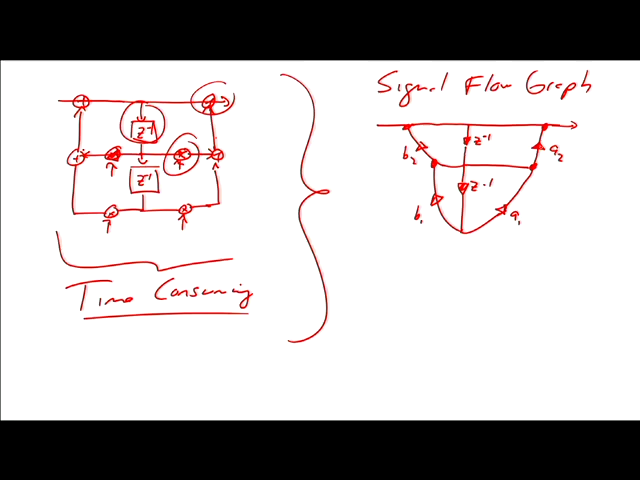 Signal Flow Graph
z⁻¹
z⁻¹
Time Consuming
z⁻¹
b₂
a₂
z⁻¹
b₁
a₁